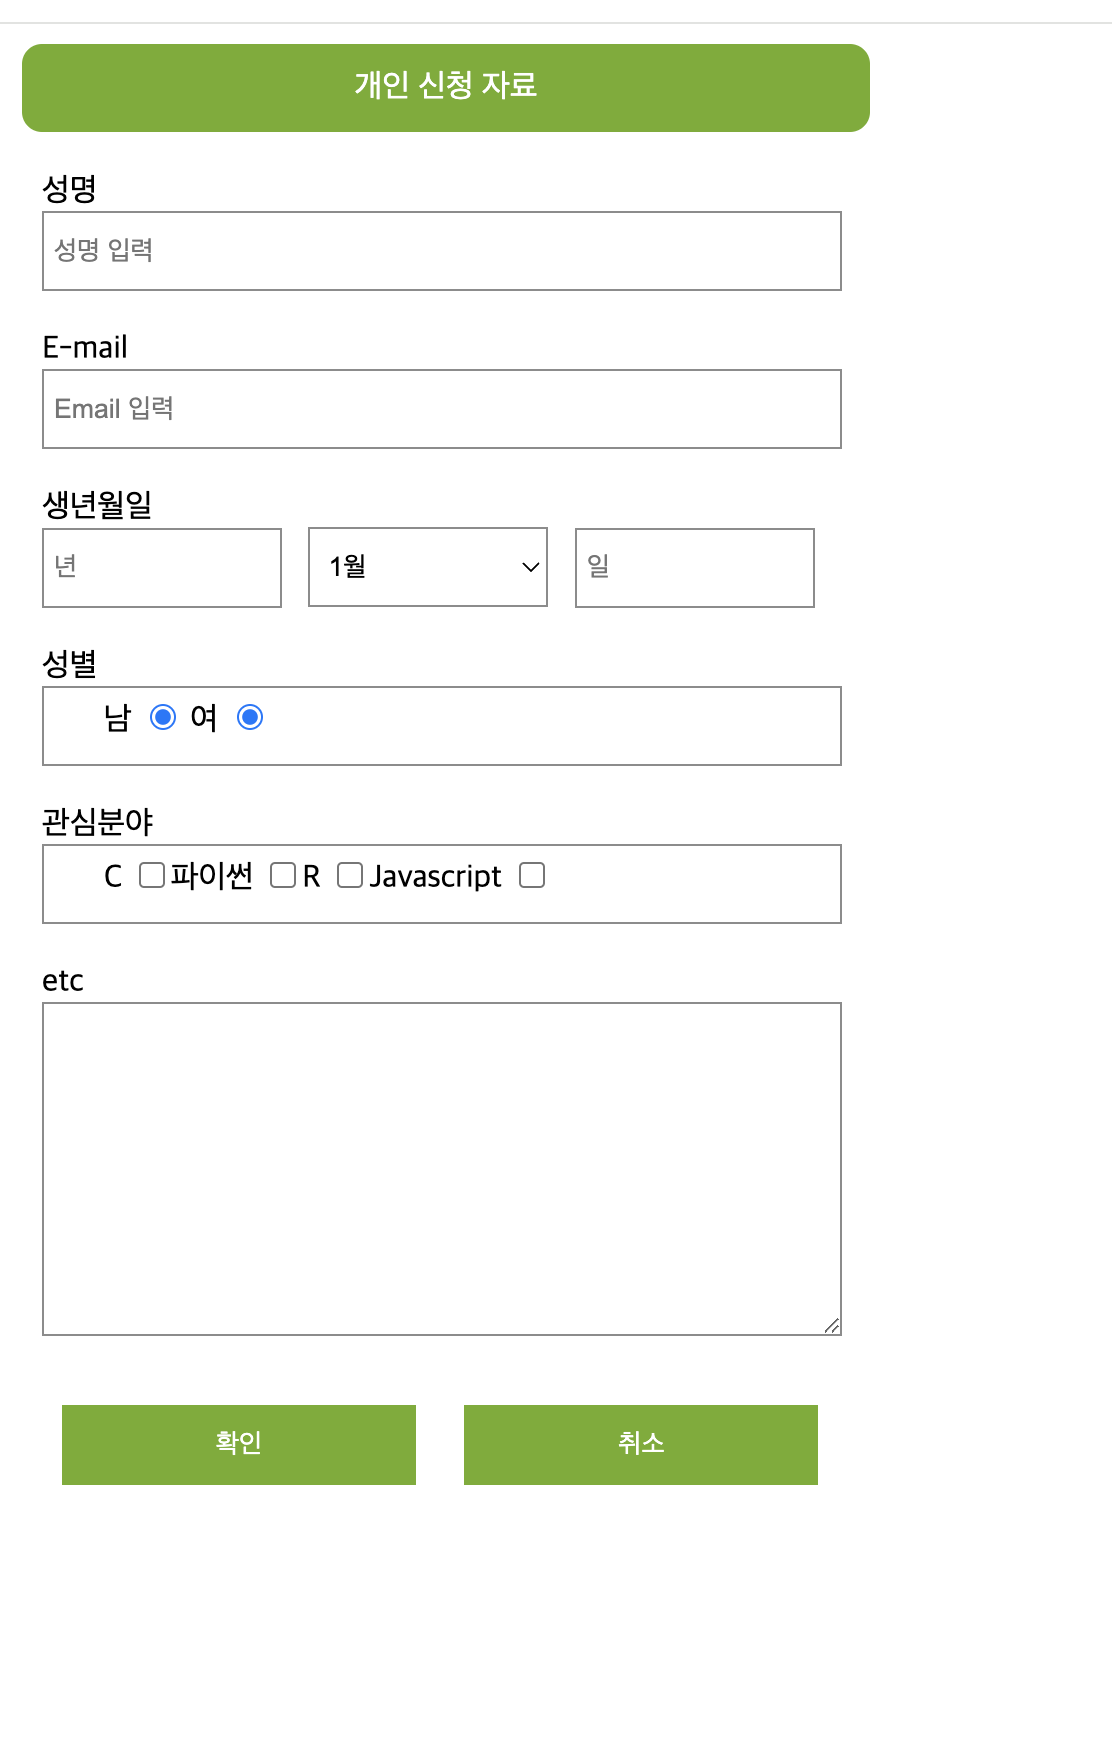 개인 신청 자료
성명
성명 입력
E-mail
Email 입력
생년월일
년 1월 일
성별
남 여
관심분야
C 파이썬 R Javascript
etc
확인 취소